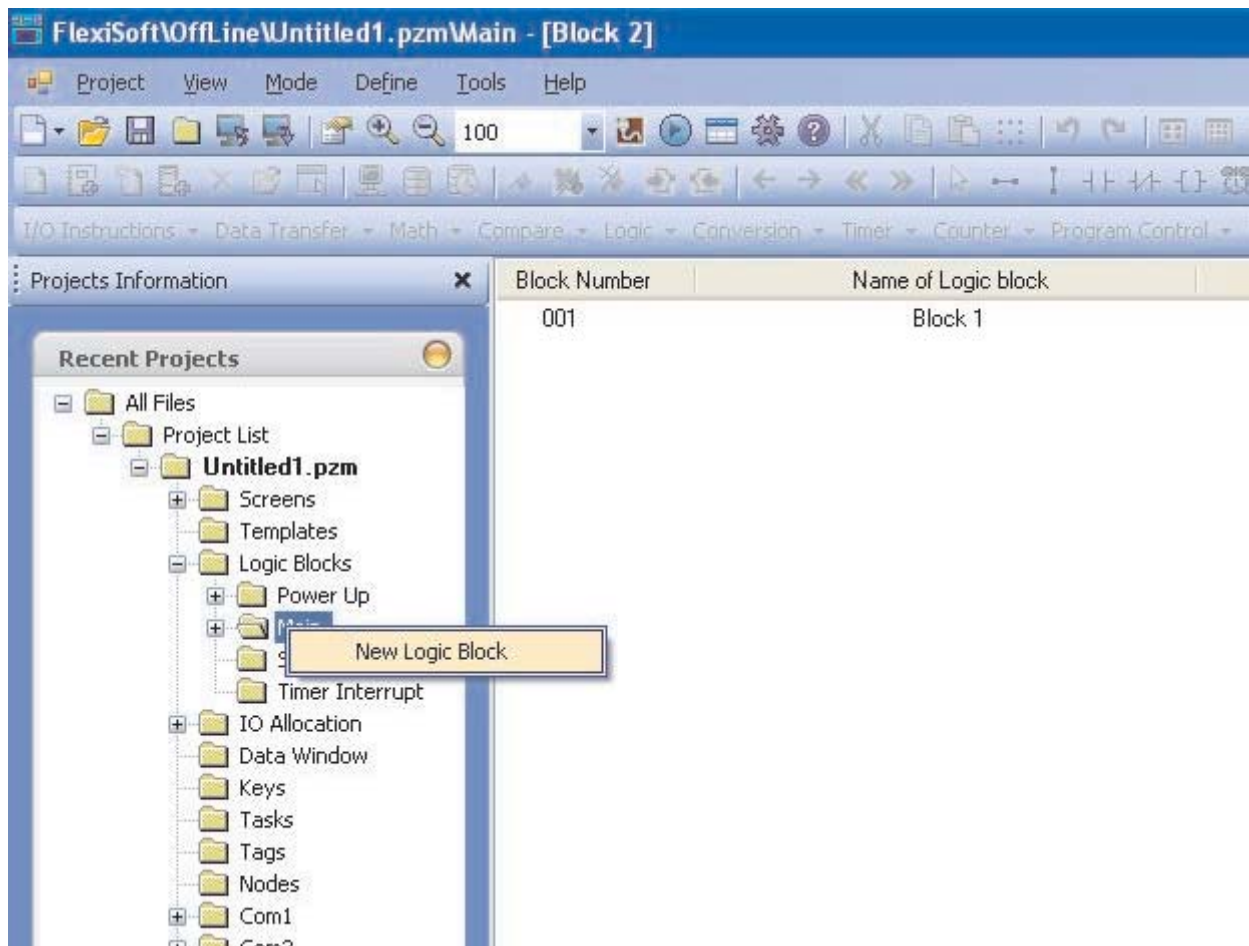 FlexiSoft\OffLine\Untitled1.pzm\Main - [Block 2]
Project View Mode Define Tools Help
100
I/O Instructions Data Transfer Math Compare Logic Conversion Timer Counter Program Control
Projects Information
Block Number Name of Logic block
001 Block 1
Recent Projects
All Files
Project List
Untitled1.pzm
Screens
Templates
Logic Blocks
Power Up
Main
New Logic Block
Timer Interrupt
IO Allocation
Data Window
Keys
Tasks
Tags
Nodes
Com1
Com2